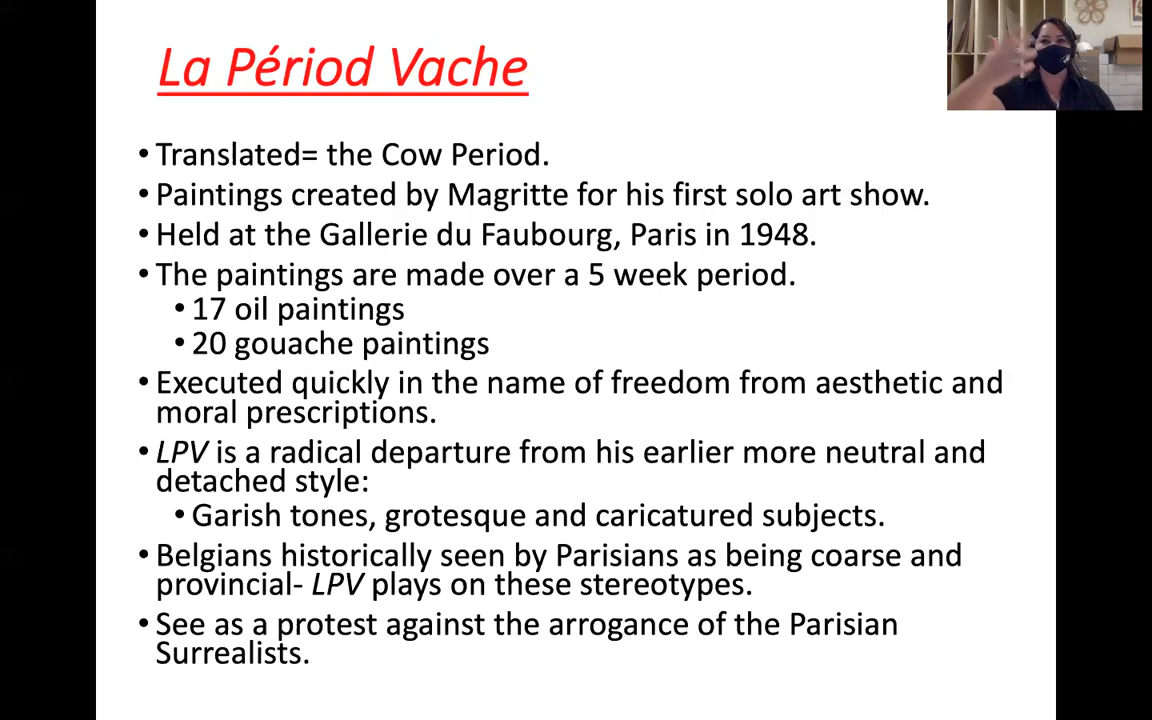 La Périod Vache
• Translated= the Cow Period.
• Paintings created by Magritte for his first solo art show.
• Held at the Gallerie du Faubourg, Paris in 1948.
• The paintings are made over a 5 week period.
• 17 oil paintings
• 20 gouache paintings
• Executed quickly in the name of freedom from aesthetic and
moral prescriptions.
• LPV is a radical departure from his earlier more neutral and
detached style:
• Garish tones, grotesque and caricatured subjects.
• Belgians historically seen by Parisians as being coarse and
provincial- LPV plays on these stereotypes.
• See as a protest against the arrogance of the Parisian
Surrealists.